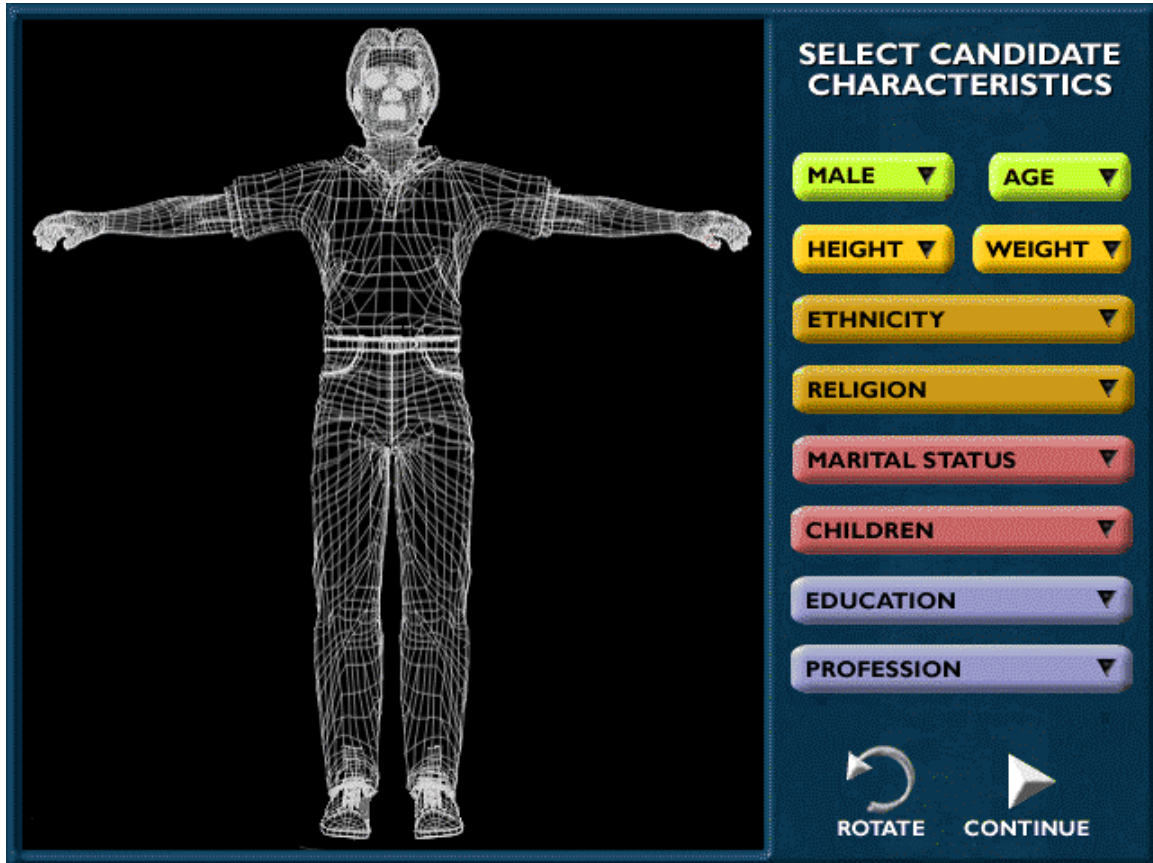 SELECT CANDIDATE
CHARACTERISTICS
MALE AGE
HEIGHT WEIGHT
ETHNICITY
RELIGION
MARITAL STATUS
CHILDREN
EDUCATION
PROFESSION
ROTATE CONTINUE